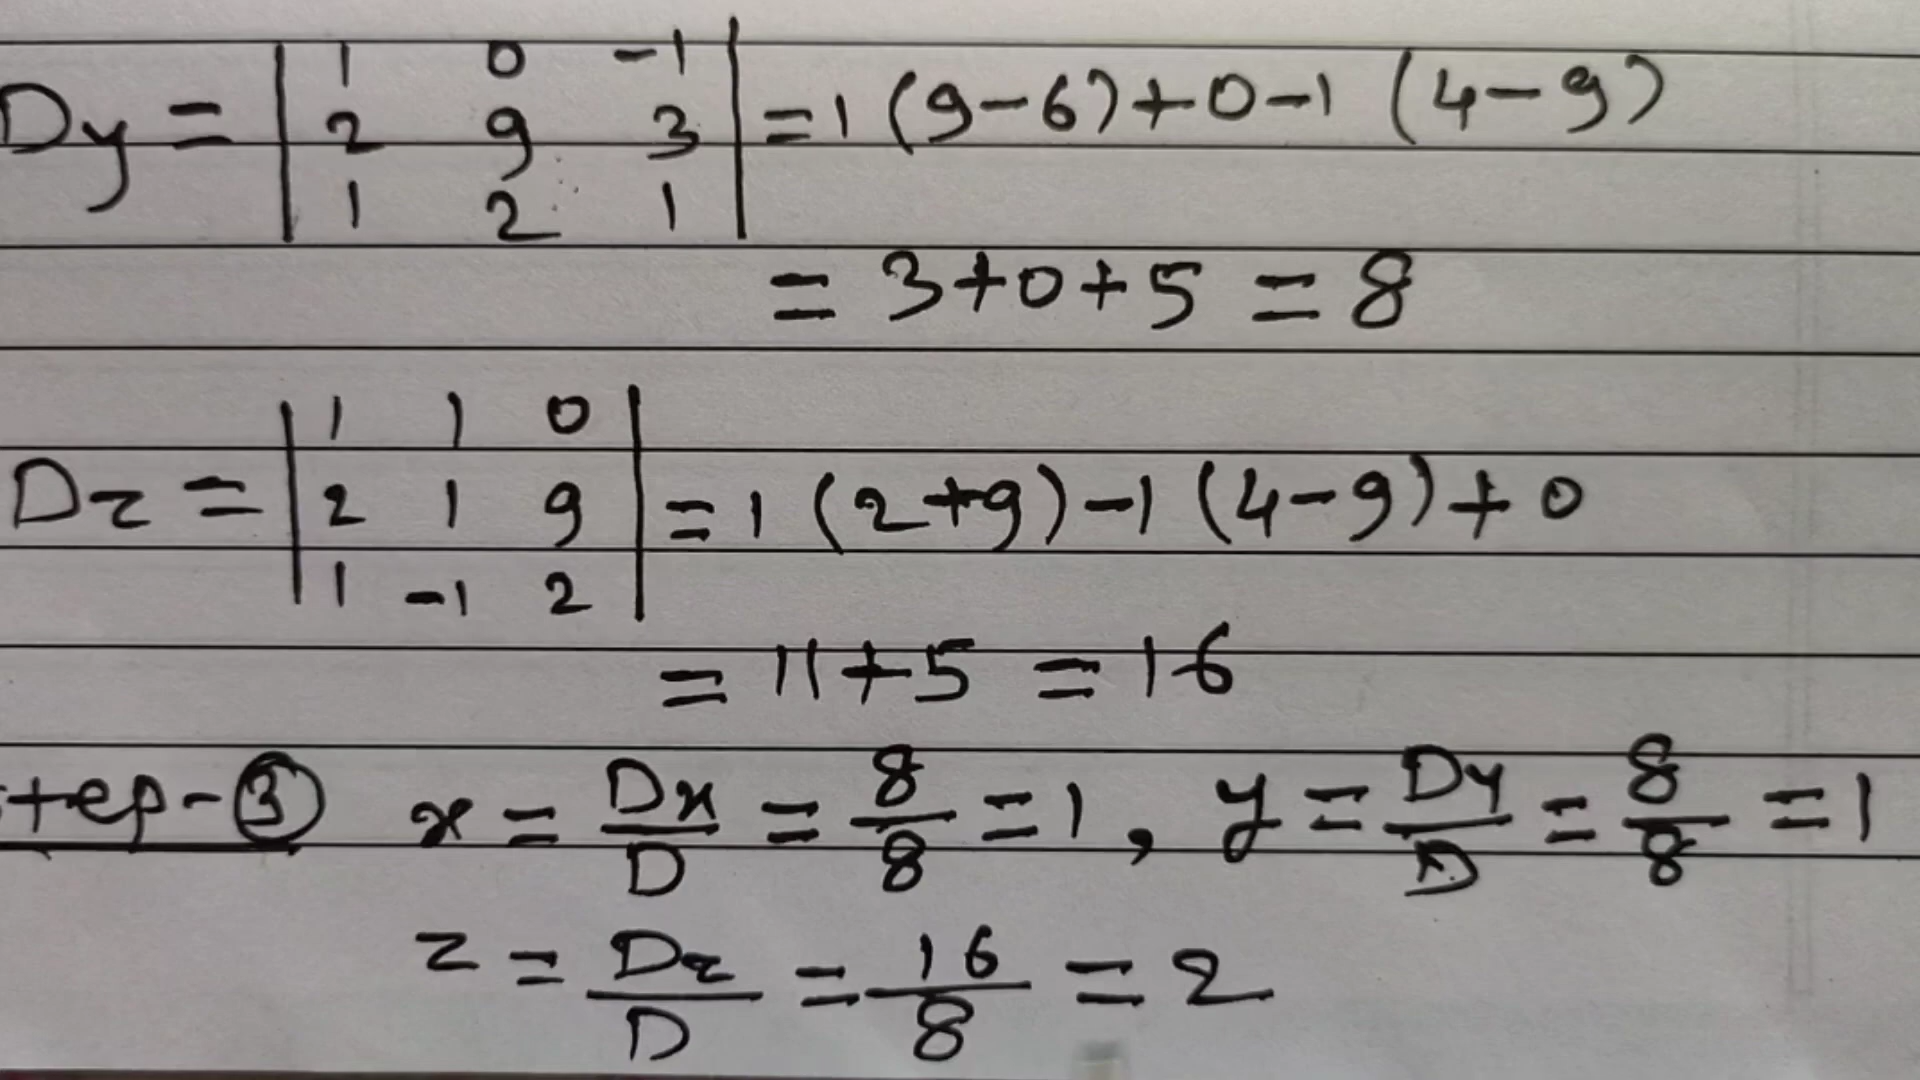 Dy = | 1 0 -1 |
| 2 9 3 | = 1 (9-6) + 0 - 1 (4-9)
| 1 2 1 |
= 3+0+5 = 8
| 1 1 0 |
Dz = | 2 1 9 | = 1 (2+9) - 1 (4-9) + 0
| 1 -1 2 |
= 11+5 = 16
tep-③ x = Dx/D = 8/8 = 1, y = Dy/D = 8/8 = 1
z = Dz/D = 16/8 = 2